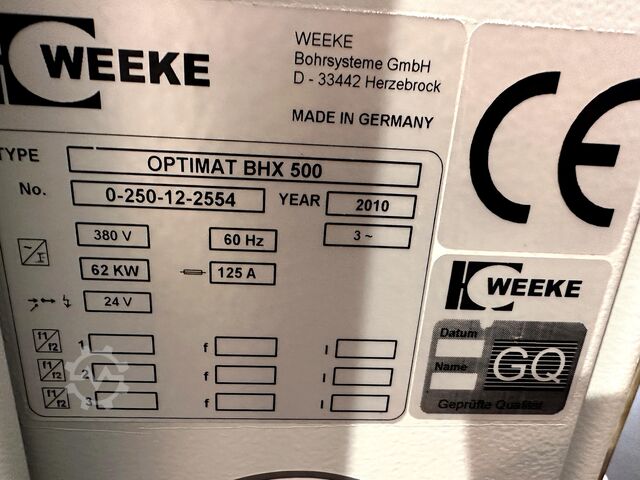 WEEKE
WEEKE
Bohrsysteme GmbH
D - 33442 Herzebrock
MADE IN GERMANY
CE
TYPE OPTIMAT BHX 500
No. 0-250-12-2554 YEAR 2010
380 V 60 Hz 3 ~
62 KW 125 A
24 V
f1/f2 1 f I
f1/f2 2 f I
f1/f2 3 f I
WEEKE
Datum
Name
GQ
Geprüfte Qualität